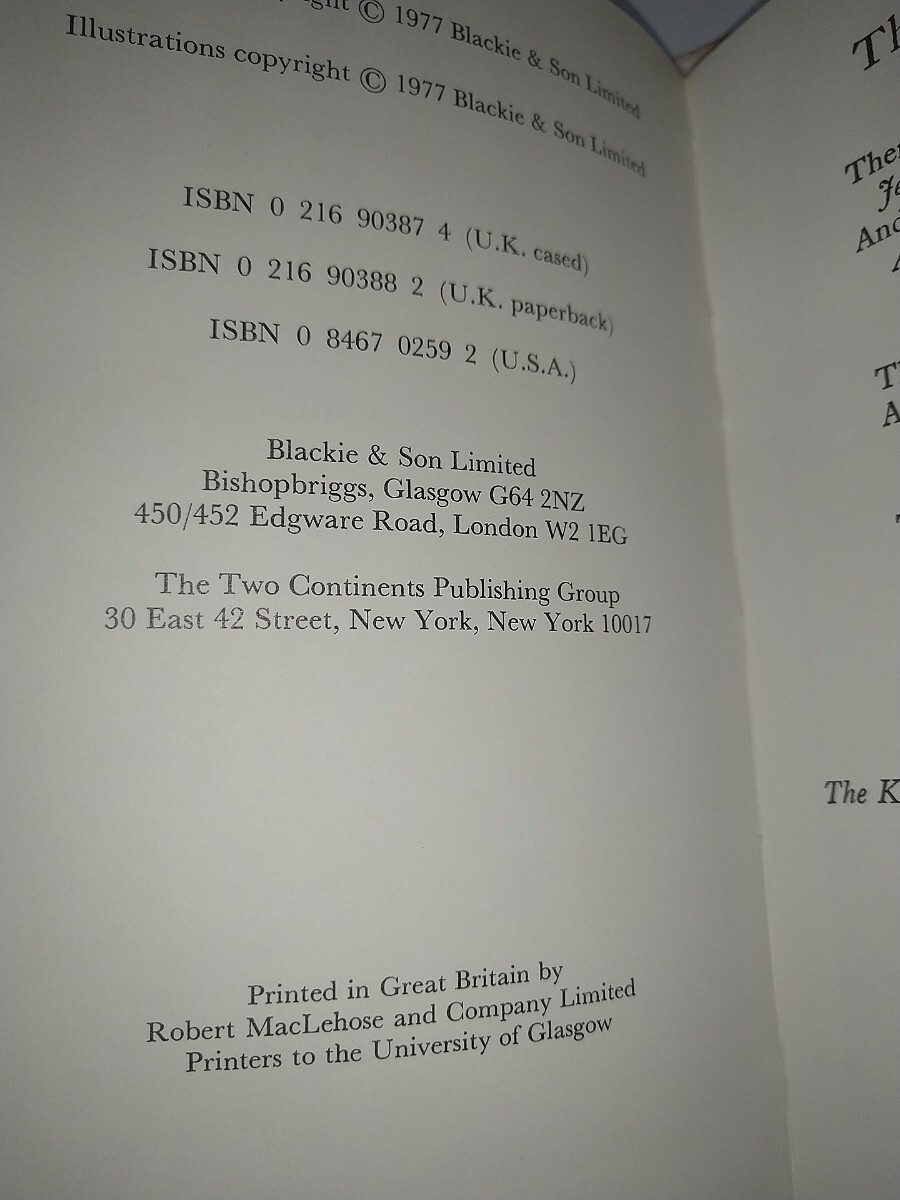 © 1977 Blackie & Son Limited
Illustrations copyright © 1977 Blackie & Son Limited
ISBN 0 216 90387 4 (U.K. cased)
ISBN 0 216 90388 2 (U.K. paperback)
ISBN 0 8467 0259 2 (U.S.A.)
Blackie & Son Limited
Bishopbriggs, Glasgow G64 2NZ
450/452 Edgware Road, London W2 1EG
The Two Continents Publishing Group
30 East 42 Street, New York, New York 10017
Printed in Great Britain by
Robert MacLehose and Company Limited
Printers to the University of Glasgow
The K